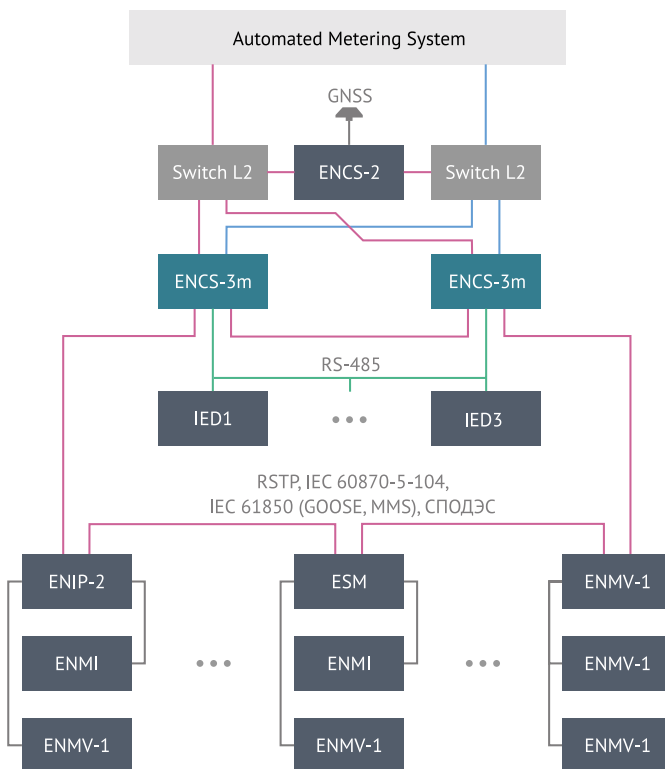 Automated Metering System
GNSS
Switch L2
ENCS-2
Switch L2
ENCS-3m
ENCS-3m
RS-485
IED1
IED3
RSTP, IEC 60870-5-104,
IEC 61850 (GOOSE, MMS), СПОДЭС
ENIP-2
ESM
ENMV-1
ENMI
ENMI
ENMV-1
ENMV-1
ENMV-1
ENMV-1